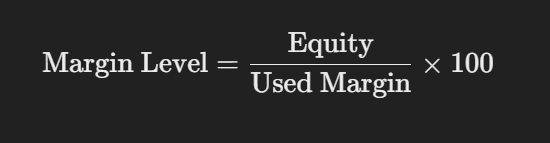 Margin Level = Equity / Used Margin × 100